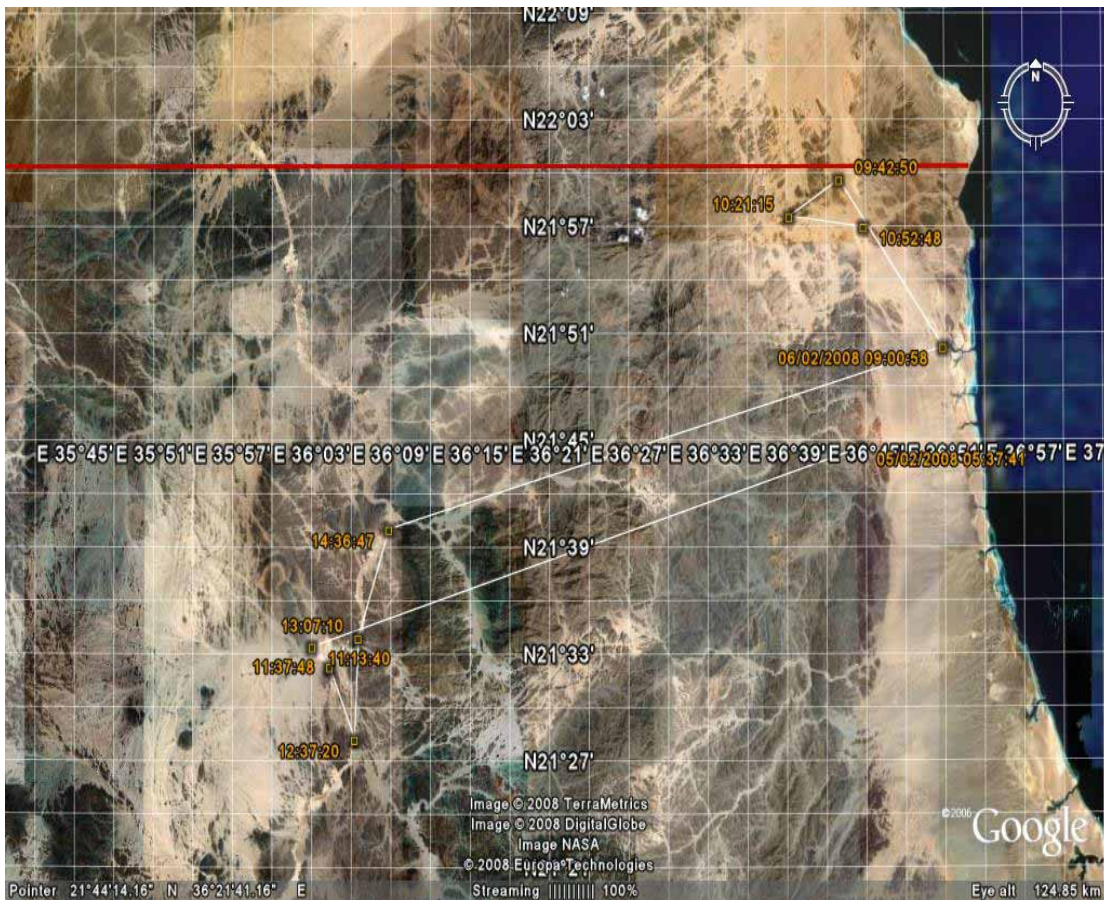 N22°09'
N
N22°03'
09:42:50
10:21:15
N21°57'
10:52:48
N21°51'
06/02/2008 09:00:58
N21°45'
E 35°45' E 35°51' E 35°57' E 36°03' E 36°09' E 36°15' E 36°21' E 36°27' E 36°33' E 36°39' E 36°45' E 36°51' E 36°57' E 37
05/02/2008 05:37:41
14:36:47
N21°39'
13:07:10
11:13:40
11:37:48
N21°33'
12:37:20
N21°27'
Image © 2008 TerraMetrics
Image © 2008 DigitalGlobe
Image NASA
© 2008 Europa Technologies
©2006 Google
Pointer 21°44'14.16" N 36°21'41.16" E Streaming |||||||||| 100% Eye alt 124.85 km